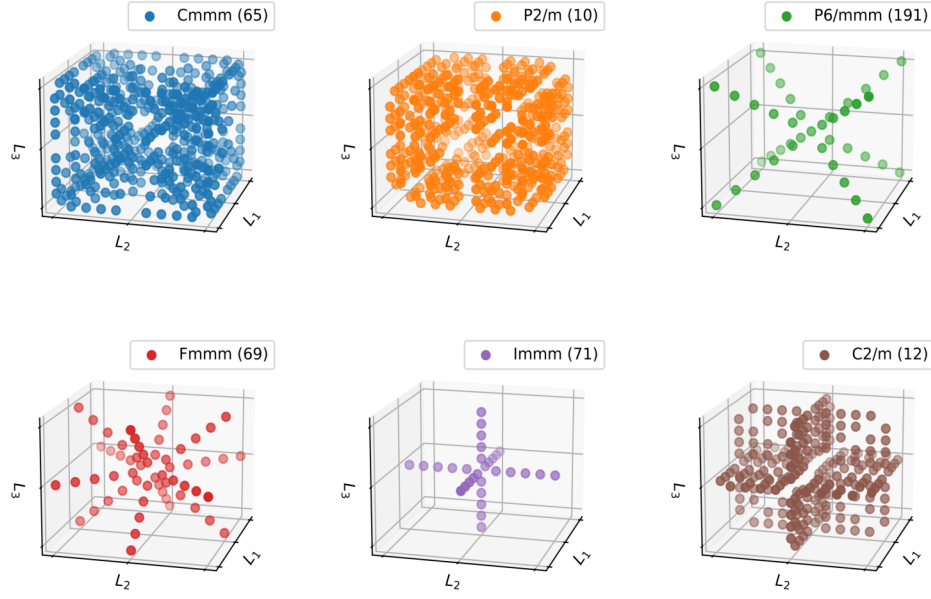 Cmmm (65)
P2/m (10)
P6/mmm (191)
L3
L2
L1
L3
L2
L1
L3
L2
L1
Fmmm (69)
Immm (71)
C2/m (12)
L3
L2
L1
L3
L2
L1
L3
L2
L1